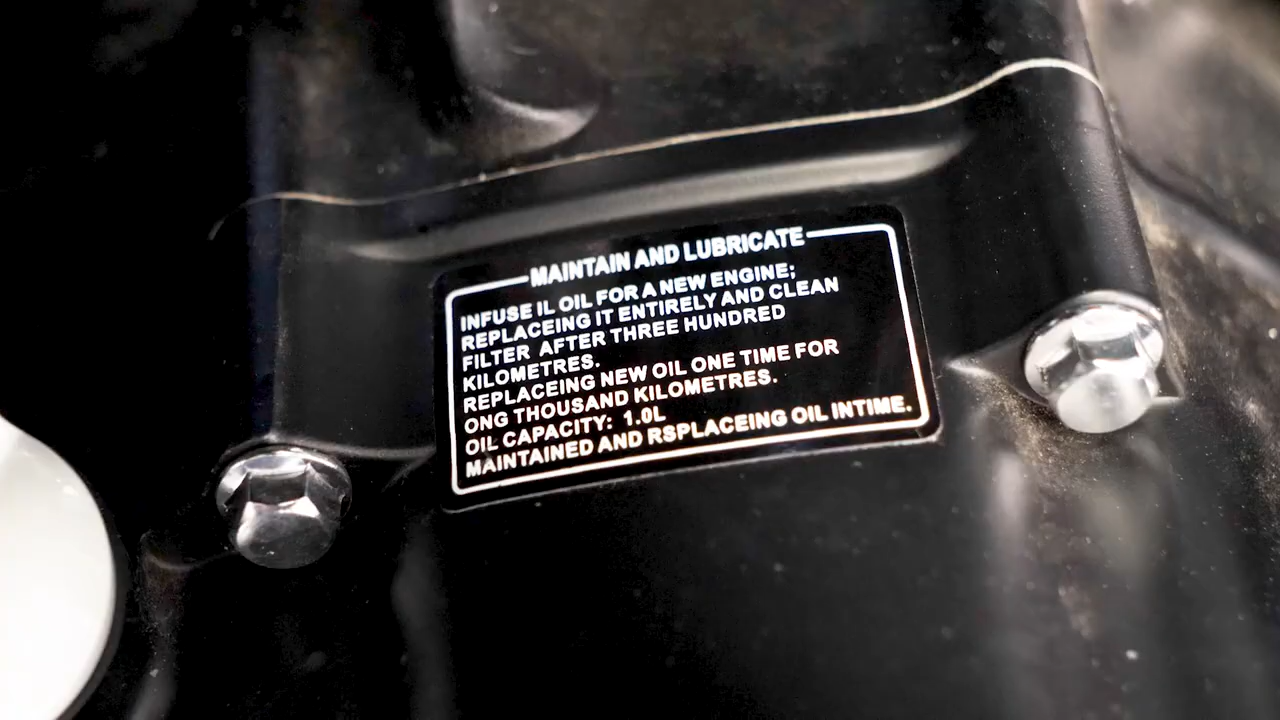 MAINTAIN AND LUBRICATE
INFUSE IL OIL FOR A NEW ENGINE;
REPLACEING IT ENTIRELY AND CLEAN
FILTER AFTER THREE HUNDRED
KILOMETRES.
REPLACEING NEW OIL ONE TIME FOR
ONG THOUSAND KILOMETRES.
OIL CAPACITY: 1.0L
MAINTAINED AND RSPLACEING OIL INTIME.